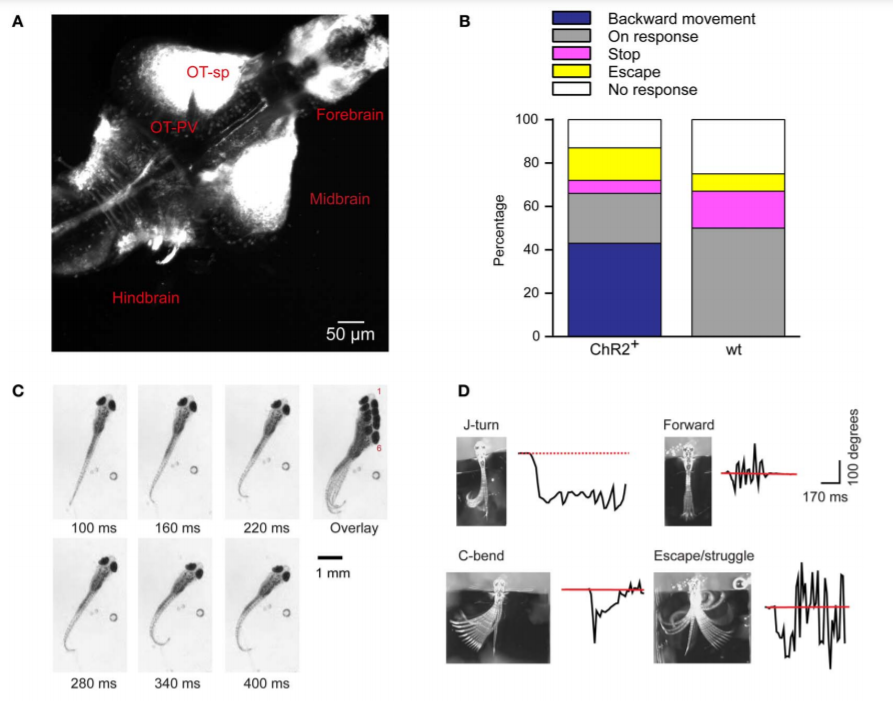 A
OT-sp
OT-PV
Forebrain
Midbrain
Hindbrain
50 µm
B
Backward movement
On response
Stop
Escape
No response
Percentage
100
80
60
40
20
0
ChR2+
wt
C
100 ms
160 ms
220 ms
1
6
Overlay
280 ms
340 ms
400 ms
1 mm
D
J-turn
Forward
100 degrees
170 ms
C-bend
Escape/struggle